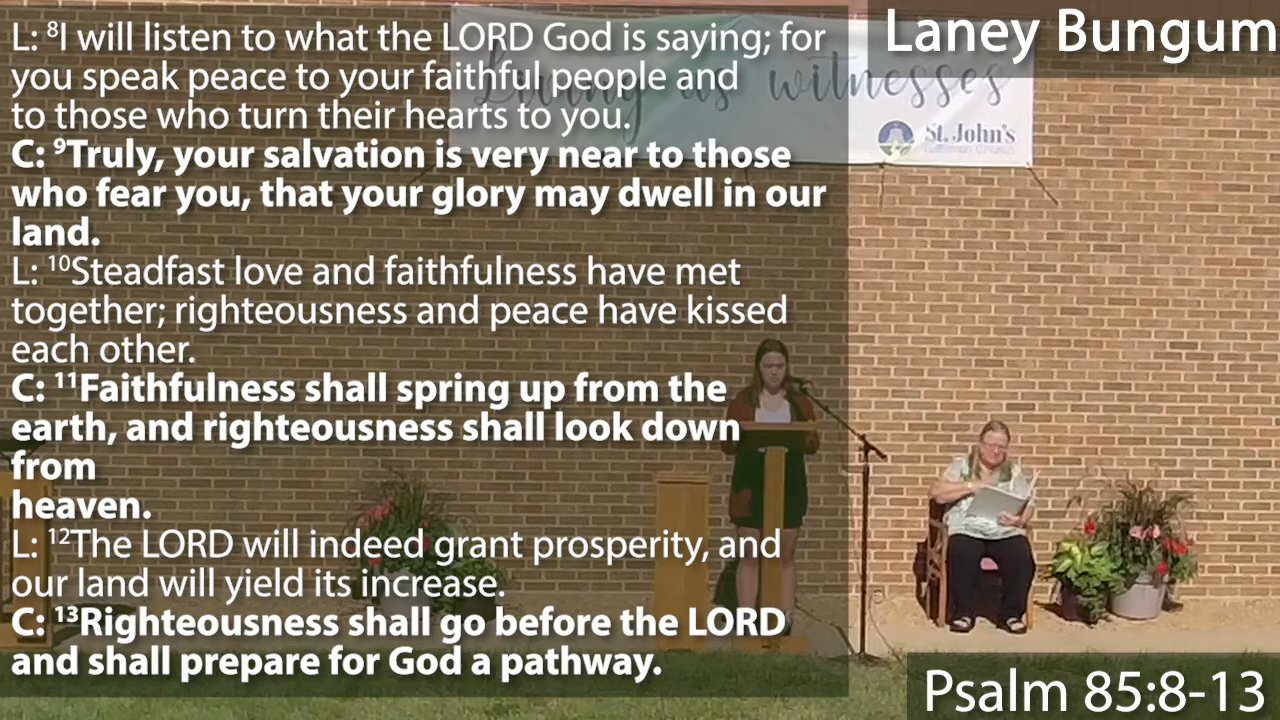 L: ⁸I will listen to what the LORD God is saying; for
you speak peace to your faithful people and
to those who turn their hearts to you.
C: ⁹Truly, your salvation is very near to those
who fear you, that your glory may dwell in our
land.
L: ¹⁰Steadfast love and faithfulness have met
together; righteousness and peace have kissed
each other.
C: ¹¹Faithfulness shall spring up from the
earth, and righteousness shall look down
from
heaven.
L: ¹²The LORD will indeed grant prosperity, and
our land will yield its increase.
C: ¹³Righteousness shall go before the LORD
and shall prepare for God a pathway.
Laney Bungum
Living as witnesses
St. John's
LUTHERAN CHURCH
Psalm 85:8-13